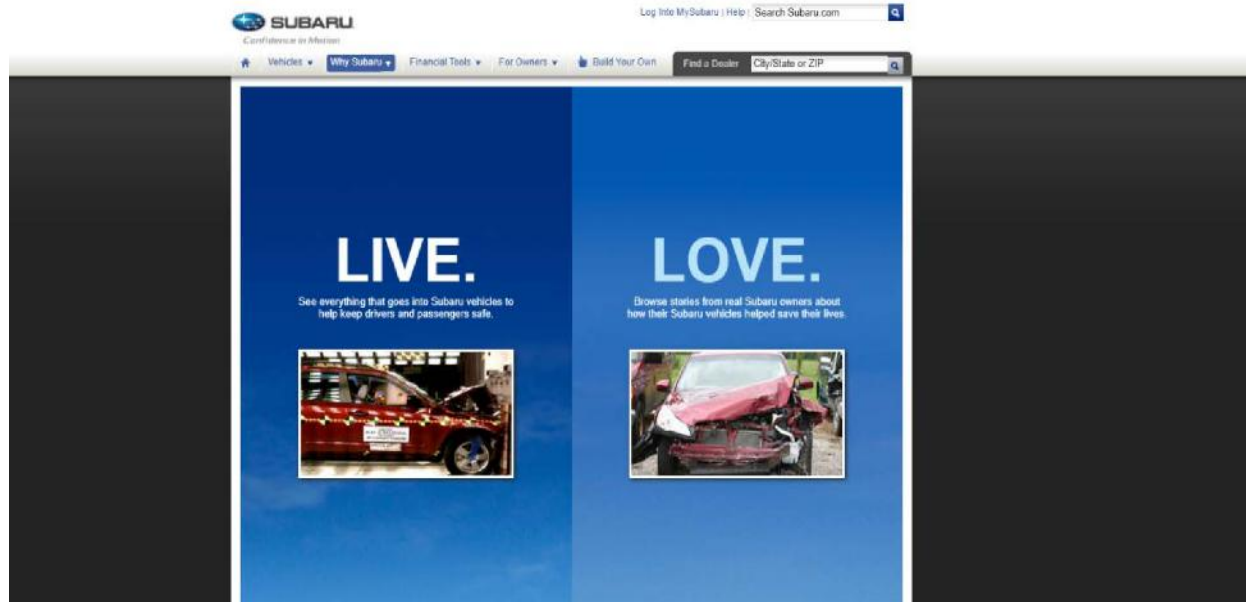 SUBARU
Confidence in Motion
Log Into MySubaru | Help | Search Subaru.com
Vehicles Why Subaru Financial Tools For Owners Build Your Own Find a Dealer City/State or ZIP
LIVE.
See everything that goes into Subaru vehicles to
help keep drivers and passengers safe.
LOVE.
Browse stories from real Subaru owners about
how their Subaru vehicles helped save their lives.